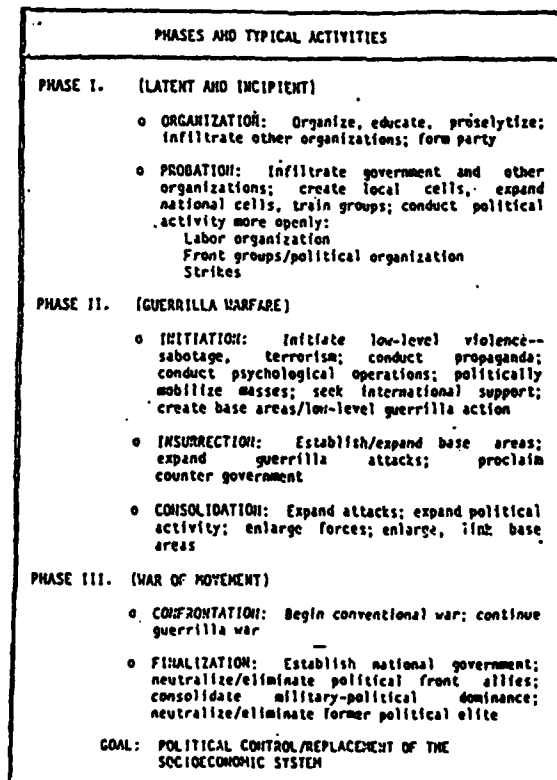 PHASES AND TYPICAL ACTIVITIES
PHASE I. (LATENT AND INCIPIENT)
o ORGANIZATION: Organize, educate, proselytize;
infiltrate other organizations; form party
o PROBATION: Infiltrate government and other
organizations; create local cells, expand
national cells, train groups; conduct political
activity more openly:
Labor organization
Front groups/political organization
Strikes
PHASE II. (GUERRILLA WARFARE)
o INITIATION: Initiate low-level violence--
sabotage, terrorism; conduct propaganda;
conduct psychological operations; politically
mobilize masses; seek international support;
create base areas/low-level guerrilla action
o INSURRECTION: Establish/expand base areas;
expand guerrilla attacks; proclaim
counter government
o CONSOLIDATION: Expand attacks; expand political
activity; enlarge forces; enlarge, link base
areas
PHASE III. (WAR OF MOVEMENT)
o CONFRONTATION: Begin conventional war; continue
guerrilla war
o FINALIZATION: Establish national government;
neutralize/eliminate political front allies;
consolidate military-political dominance;
neutralize/eliminate former political elite
GOAL: POLITICAL CONTROL/REPLACEMENT OF THE
SOCIOECONOMIC SYSTEM